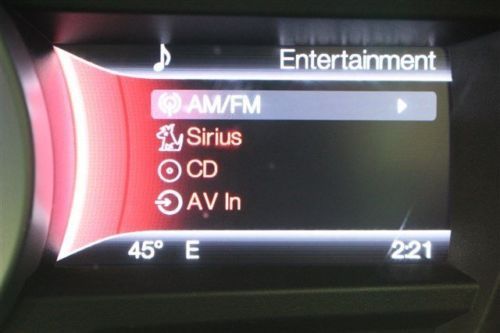 Entertainment
AM/FM
Sirius
CD
AV In
45° E 2:21